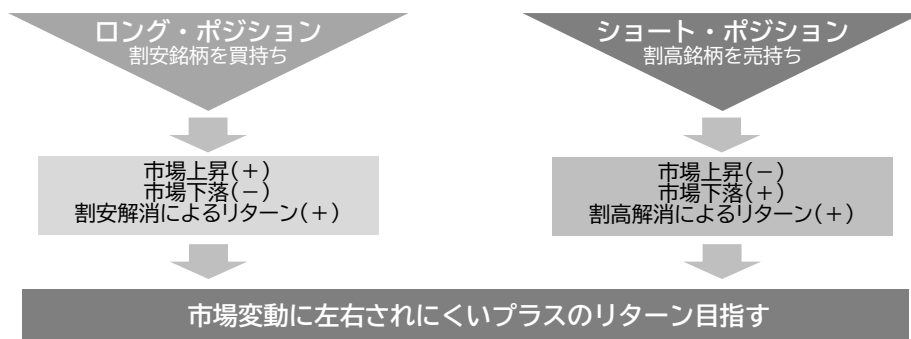 ロング・ポジション
割安銘柄を買持ち
市場上昇(+)
市場下落(−)
割安解消によるリターン(+)
ショート・ポジション
割高銘柄を売持ち
市場上昇(−)
市場下落(+)
割高解消によるリターン(+)
市場変動に左右されにくいプラスのリターン目指す